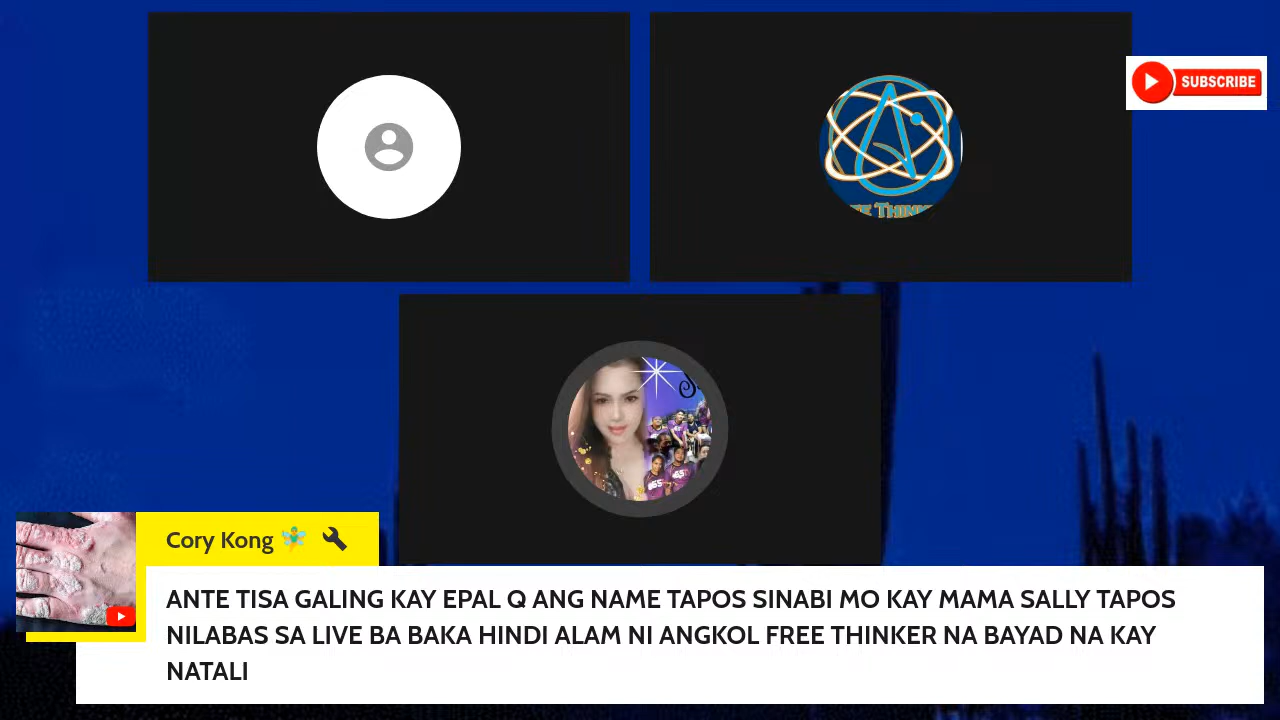 SUBSCRIBE
Cory Kong
ANTE TISA GALING KAY EPAL Q ANG NAME TAPOS SINABI MO KAY MAMA SALLY TAPOS
NILABAS SA LIVE BA BAKA HINDI ALAM NI ANGKOL FREE THINKER NA BAYAD NA KAY
NATALI